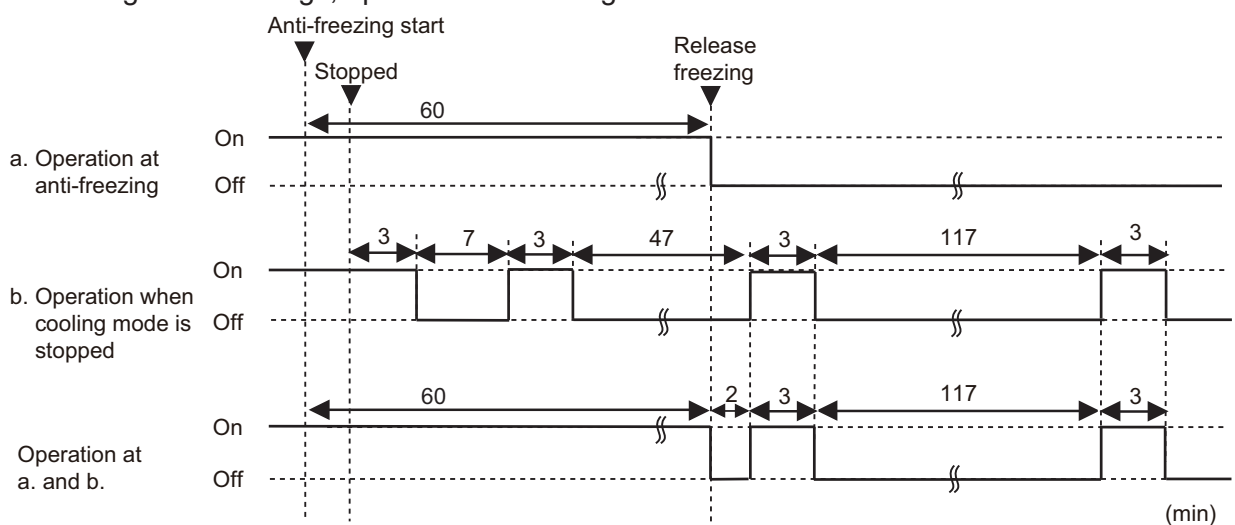 Anti-freezing start
Stopped
Release
freezing
60
On
Off
a. Operation at
anti-freezing
3 7 3 47 3 117 3
On
Off
b. Operation when
cooling mode is
stopped
60 2 3 117 3
On
Off
Operation at
a. and b.
(min)